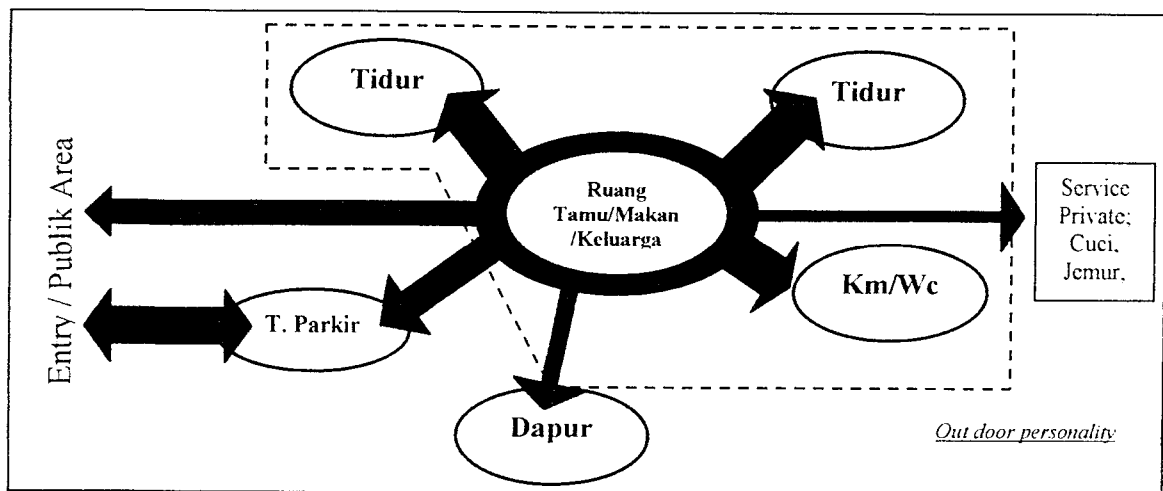 Tidur
Tidur
Entry / Publik Area
Ruang
Tamu/Makan
/Keluarga
Service
Private;
Cuci,
Jemur,
Km/Wc
T. Parkir
Dapur
Out door personality